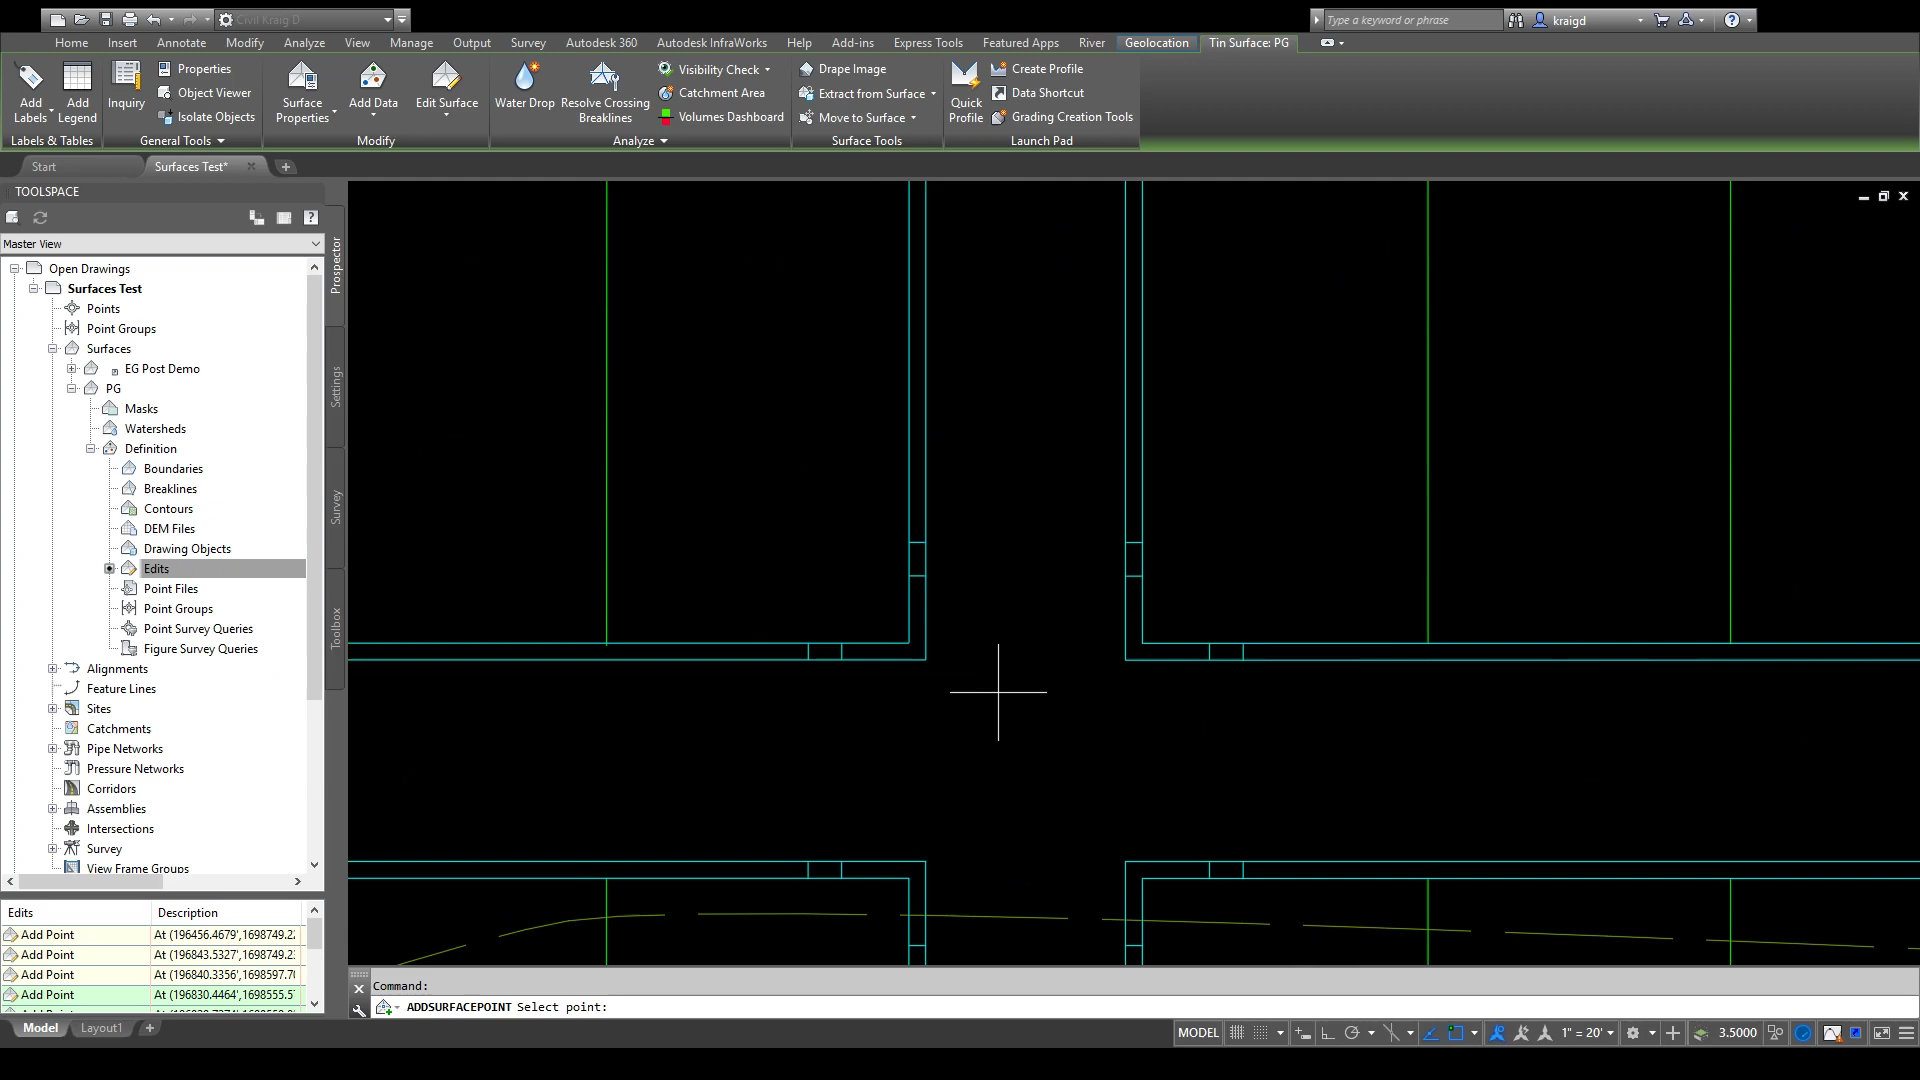 Civil Kraig D
Type a keyword or phrase
kraigd
Home Insert Annotate Modify Analyze View Manage Output Survey Autodesk 360 Autodesk InfraWorks Help Add-ins Express Tools Featured Apps River Geolocation Tin Surface: PG
Add Labels
Add Legend
Labels & Tables
Inquiry
Properties
Object Viewer
Isolate Objects
General Tools
Surface Properties
Add Data
Edit Surface
Modify
Water Drop
Resolve Crossing Breaklines
Visibility Check
Catchment Area
Volumes Dashboard
Analyze
Drape Image
Extract from Surface
Move to Surface
Surface Tools
Quick Profile
Create Profile
Data Shortcut
Grading Creation Tools
Launch Pad
Start
Surfaces Test*
TOOLSPACE
Master View
Open Drawings
Surfaces Test
Points
Point Groups
Surfaces
EG Post Demo
PG
Masks
Watersheds
Definition
Boundaries
Breaklines
Contours
DEM Files
Drawing Objects
Edits
Point Files
Point Groups
Point Survey Queries
Figure Survey Queries
Alignments
Feature Lines
Sites
Catchments
Pipe Networks
Pressure Networks
Corridors
Assemblies
Intersections
Survey
View Frame Groups
Prospector
Settings
Survey
Toolbox
Edits Description
Add Point At (196456.4679',1698749.2
Add Point At (196843.5327',1698749.2
Add Point At (196840.3356',1698597.70
Add Point At (196830.4464',1698555.5
Command:
ADDSURFACEPOINT Select point:
Model Layout1
MODEL 1" = 20' 3.5000